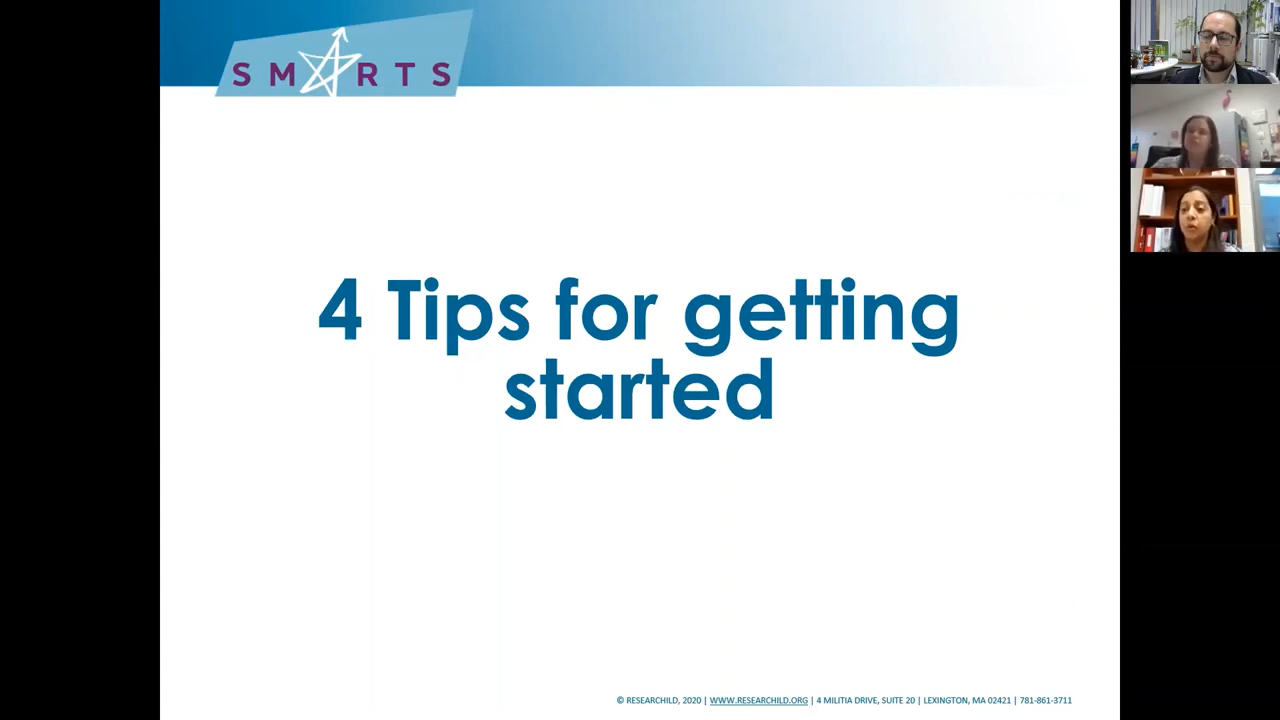 SMARTS
4 Tips for getting
started
© RESEARCHILD, 2020 | WWW.RESEARCHILD.ORG | 4 MILITIA DRIVE, SUITE 20 | LEXINGTON, MA 02421 | 781-861-3711